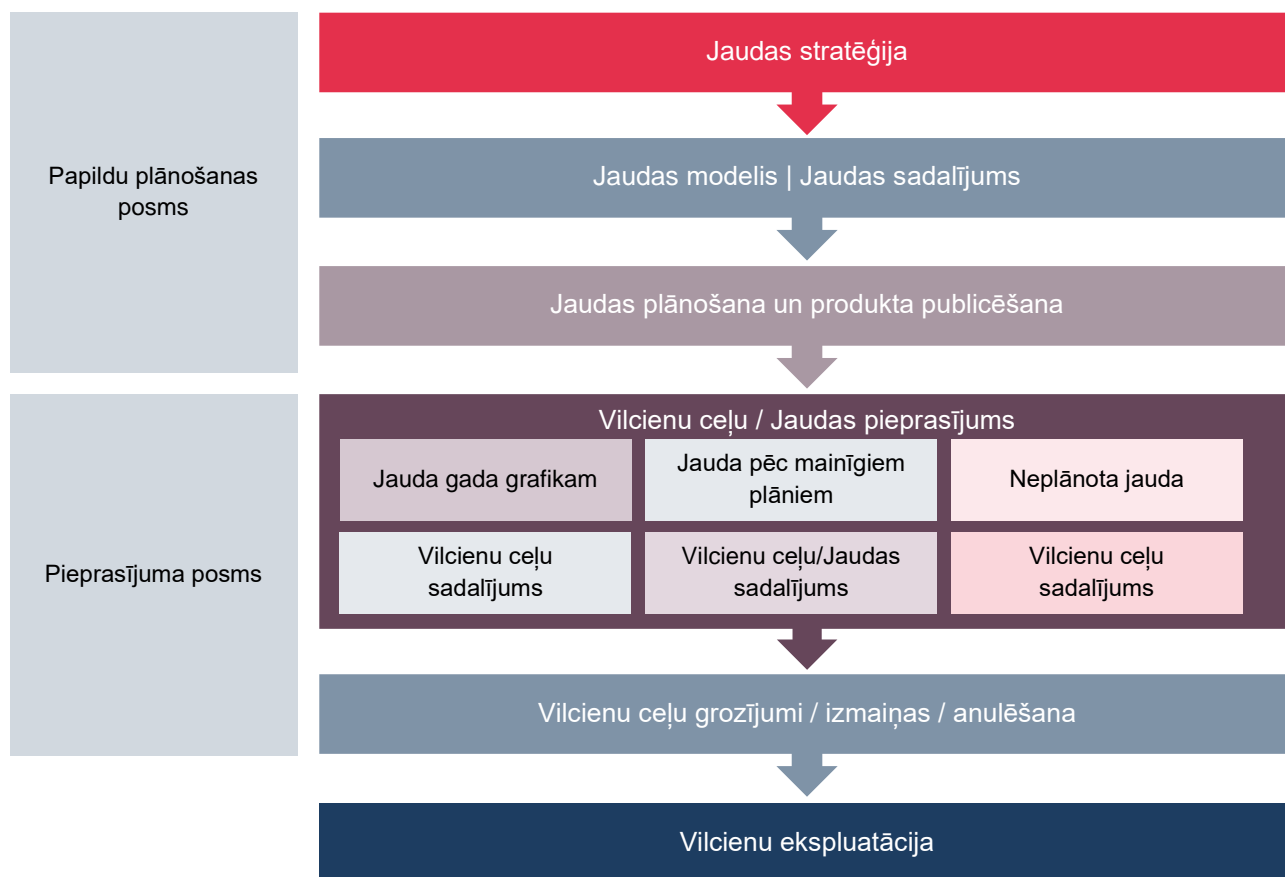 Papildu plānošanas
posms
Jaudas stratēģija
Jaudas modelis | Jaudas sadalījums
Jaudas plānošana un produkta publicēšana
Pieprasījuma posms
Vilcienu ceļu / Jaudas pieprasījums
Jauda gada grafikam
Jauda pēc mainīgiem
plāniem
Neplānota jauda
Vilcienu ceļu
sadalījums
Vilcienu ceļu/Jaudas
sadalījums
Vilcienu ceļu
sadalījums
Vilcienu ceļu grozījumi / izmaiņas / anulēšana
Vilcienu ekspluatācija